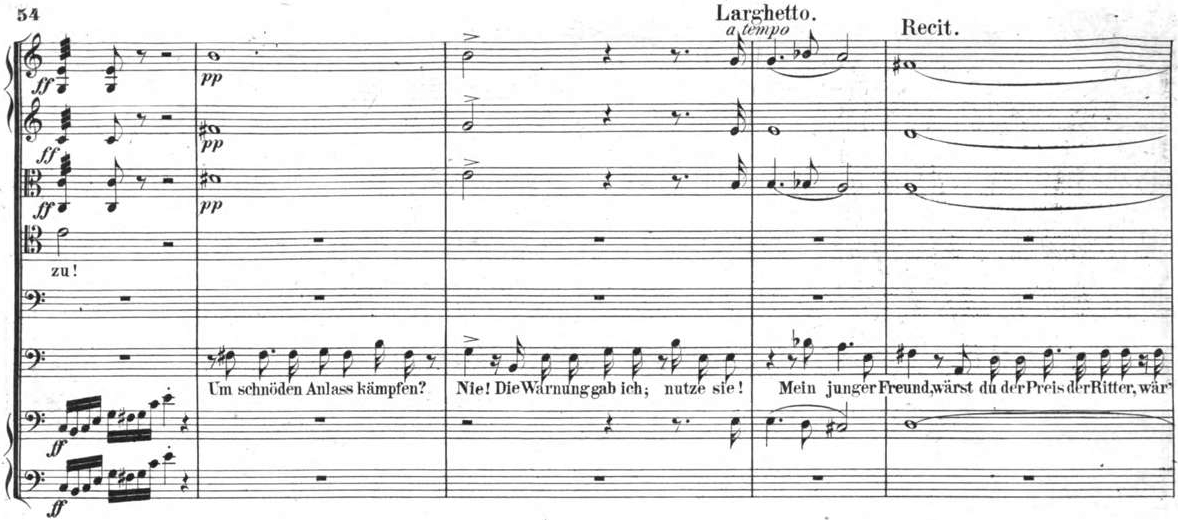 54
Larghetto.
a tempo
Recit.
ff
pp
ff
pp
ff
pp
zu!
Um schnöden Anlass kämpfen? Nie! Die Warnung gab ich; nutze sie! Mein junger Freund, wärst du der Preis der Ritter, wär'
ff
ff